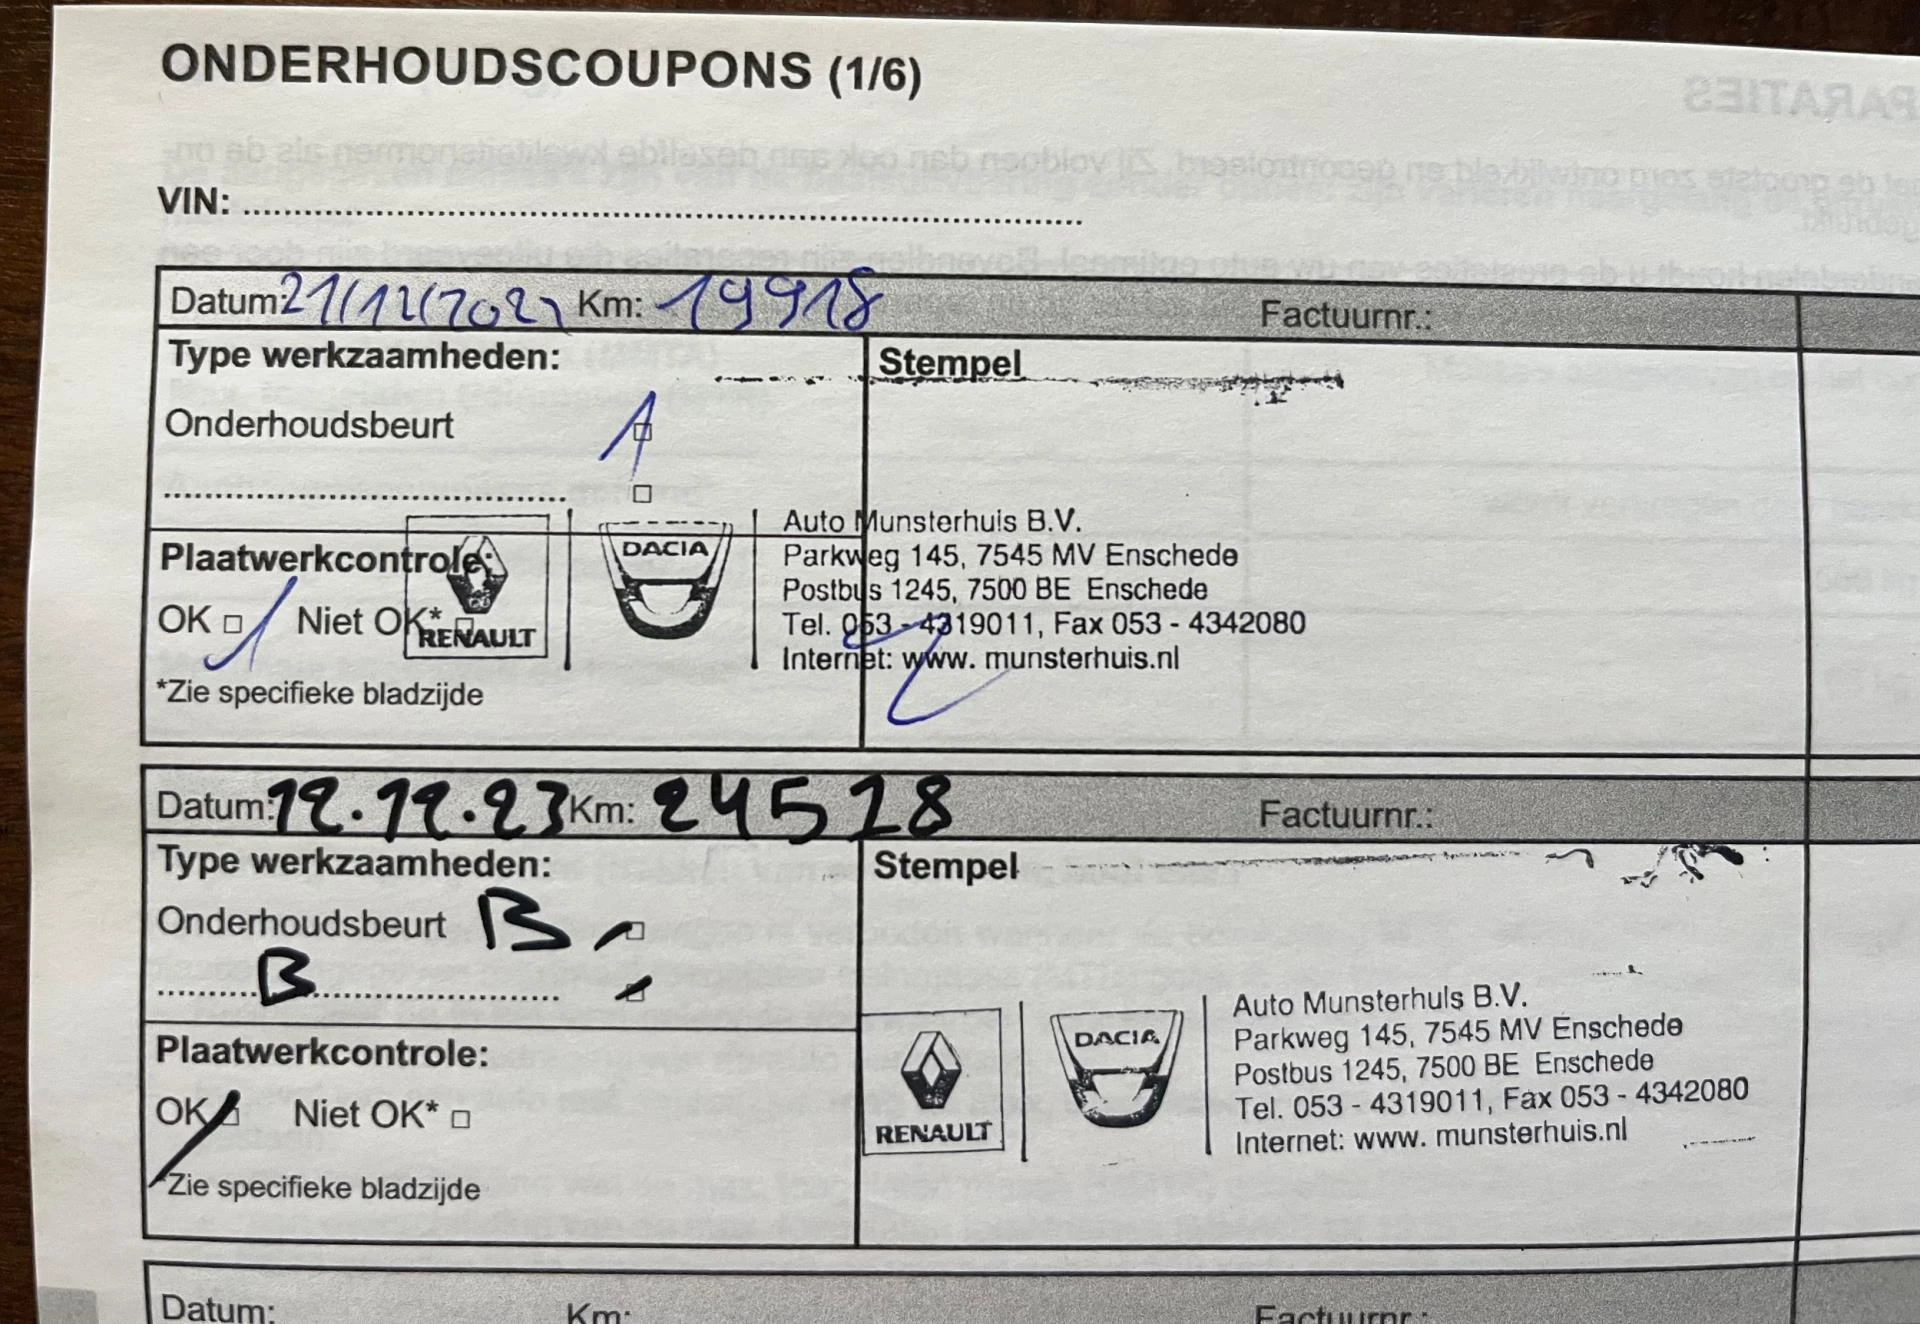 ONDERHOUDSCOUPONS (1/6)
PARATIES
VIN:
Datum: 21/12/2021 Km: 19918 Factuurnr.:
Type werkzaamheden:
Stempel
Onderhoudsbeurt
Auto Munsterhuis B.V.
Parkweg 145, 7545 MV Enschede
Postbus 1245, 7500 BE Enschede
Tel. 053 - 4319011, Fax 053 - 4342080
Internet: www. munsterhuis.nl
DACIA
RENAULT
Plaatwerkcontrole:
OK Niet OK*
*Zie specifieke bladzijde
Datum: 12.12.23 Km: 24528 Factuurnr.:
Type werkzaamheden:
Stempel
Onderhoudsbeurt B
B
Auto Munsterhuis B.V.
Parkweg 145, 7545 MV Enschede
Postbus 1245, 7500 BE Enschede
Tel. 053 - 4319011, Fax 053 - 4342080
Internet: www. munsterhuis.nl
DACIA
RENAULT
Plaatwerkcontrole:
OK Niet OK*
*Zie specifieke bladzijde
Datum: Km: Factuurnr.: